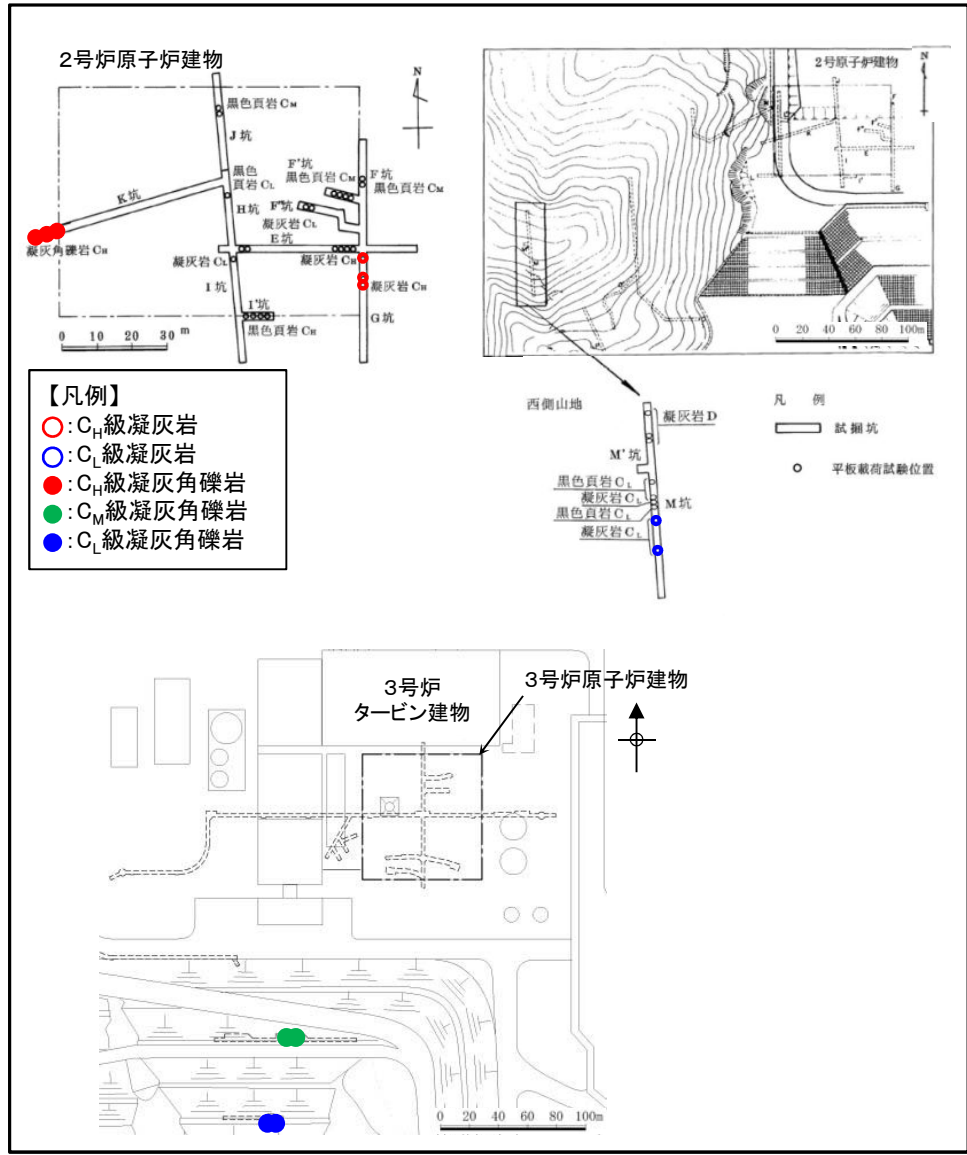 2号炉原子炉建物
N
黒色頁岩 CM
J坑
黒色
頁岩 CL
F'坑
黒色頁岩 CM
F坑
黒色頁岩 CM
K坑
H坑
F"坑
凝灰岩 CL
E坑
凝灰角礫岩 CH
凝灰岩 CL
凝灰岩 CH
凝灰岩 CH
I坑
I'坑
黒色頁岩 CH
G坑
0 10 20 30 m
2号原子炉建物
N
K
E
I
L
G
M
0 20 40 60 80 100m
【凡例】
:CH級凝灰岩
:CL級凝灰岩
:CH級凝灰角礫岩
:CM級凝灰角礫岩
:CL級凝灰角礫岩
西側山地
凝灰岩 D
M'坑
黒色頁岩 CL
凝灰岩 CL
黒色頁岩 CL
M坑
凝灰岩 CL
凡 例
試掘坑
平板載荷試験位置
3号炉
タービン建物
3号炉原子炉建物
0 20 40 60 80 100m